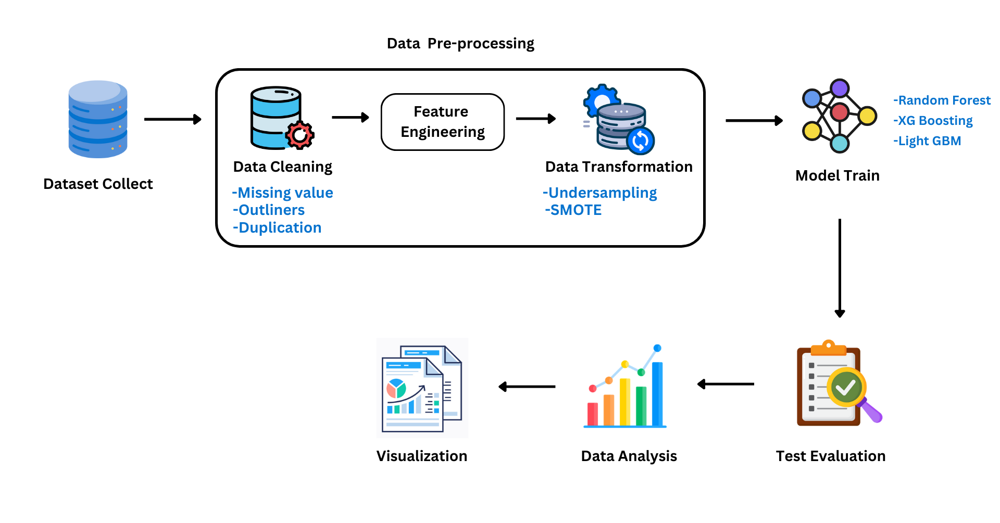 Data Pre-processing
Dataset Collect
Data Cleaning
-Missing value
-Outliners
-Duplication
Feature
Engineering
Data Transformation
-Undersampling
-SMOTE
Model Train
-Random Forest
-XG Boosting
-Light GBM
Test Evaluation
Data Analysis
Visualization